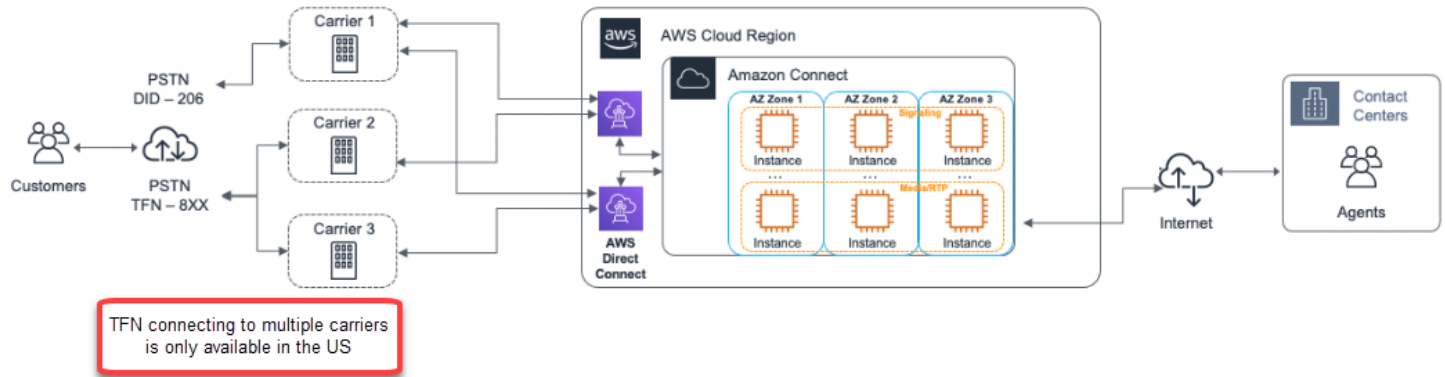 Carrier 1
PSTN
DID – 206
Carrier 2
Customers
PSTN
TFN – 8XX
Carrier 3
TFN connecting to multiple carriers
is only available in the US
aws
AWS Cloud Region
Amazon Connect
AZ Zone 1
AZ Zone 2
AZ Zone 3
Signaling
Instance
Instance
Instance
...
...
...
Media/RTP
Instance
Instance
Instance
AWS
Direct
Connect
Internet
Contact
Centers
Agents